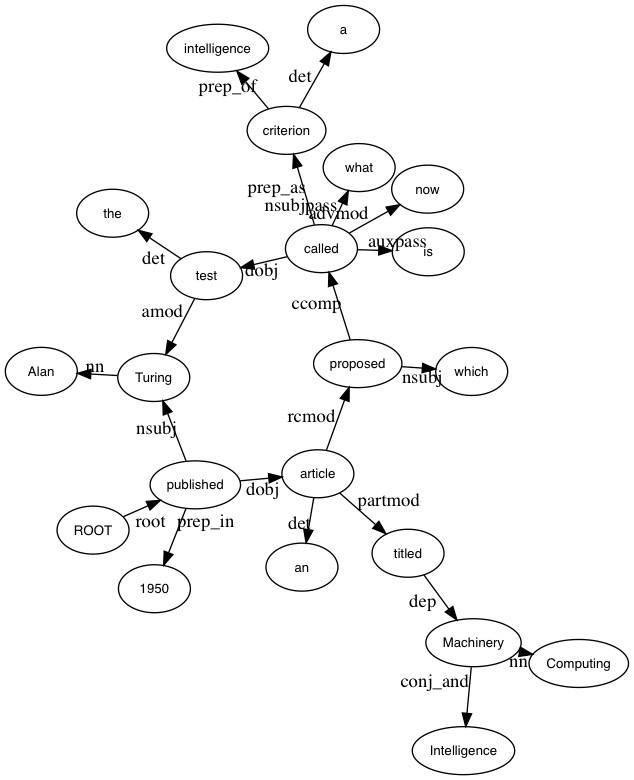 a
intelligence
det
prep_of
criterion
what
prep_as
now
nsubjpass
the
advmod
called
auxpass
is
det
dobj
test
ccomp
amod
proposed
Alan
nn
which
Turing
nsubj
rcmod
nsubj
article
published
dobj
partmod
ROOT
root
prep_in
det
titled
an
1950
dep
Machinery
nn
Computing
conj_and
Intelligence